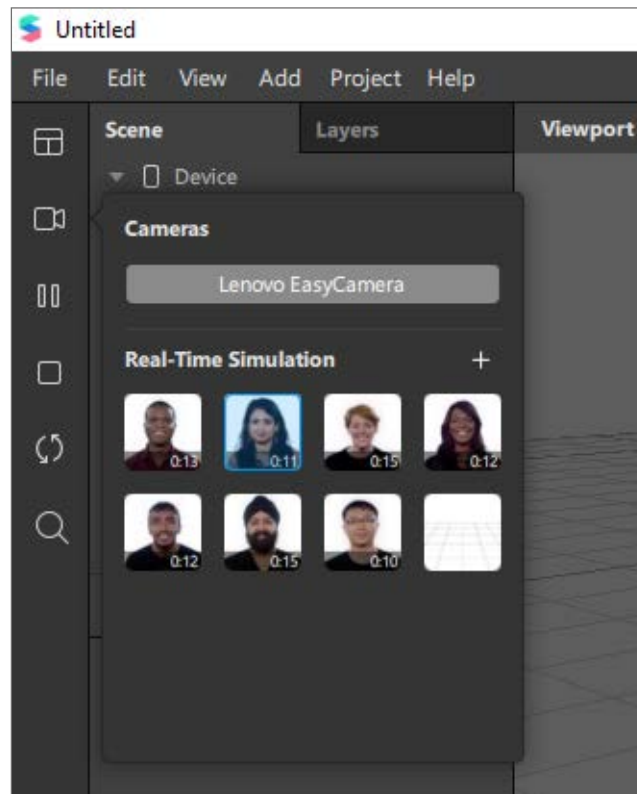 Untitled
File Edit View Add Project Help
Scene Layers Viewport
Device
Cameras
Lenovo EasyCamera
Real-Time Simulation +
0:13 0:11 0:15 0:12
0:12 0:15 0:10